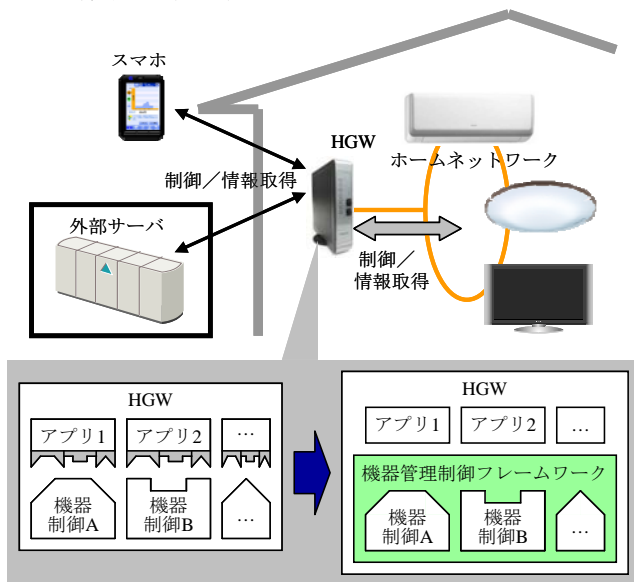 スマホ
HGW
ホームネットワーク
制御／情報取得
外部サーバ
制御／
情報取得
HGW
アプリ1
アプリ2
…
機器
制御A
機器
制御B
…
HGW
アプリ1
アプリ2
…
機器管理制御フレームワーク
機器
制御A
機器
制御B
…